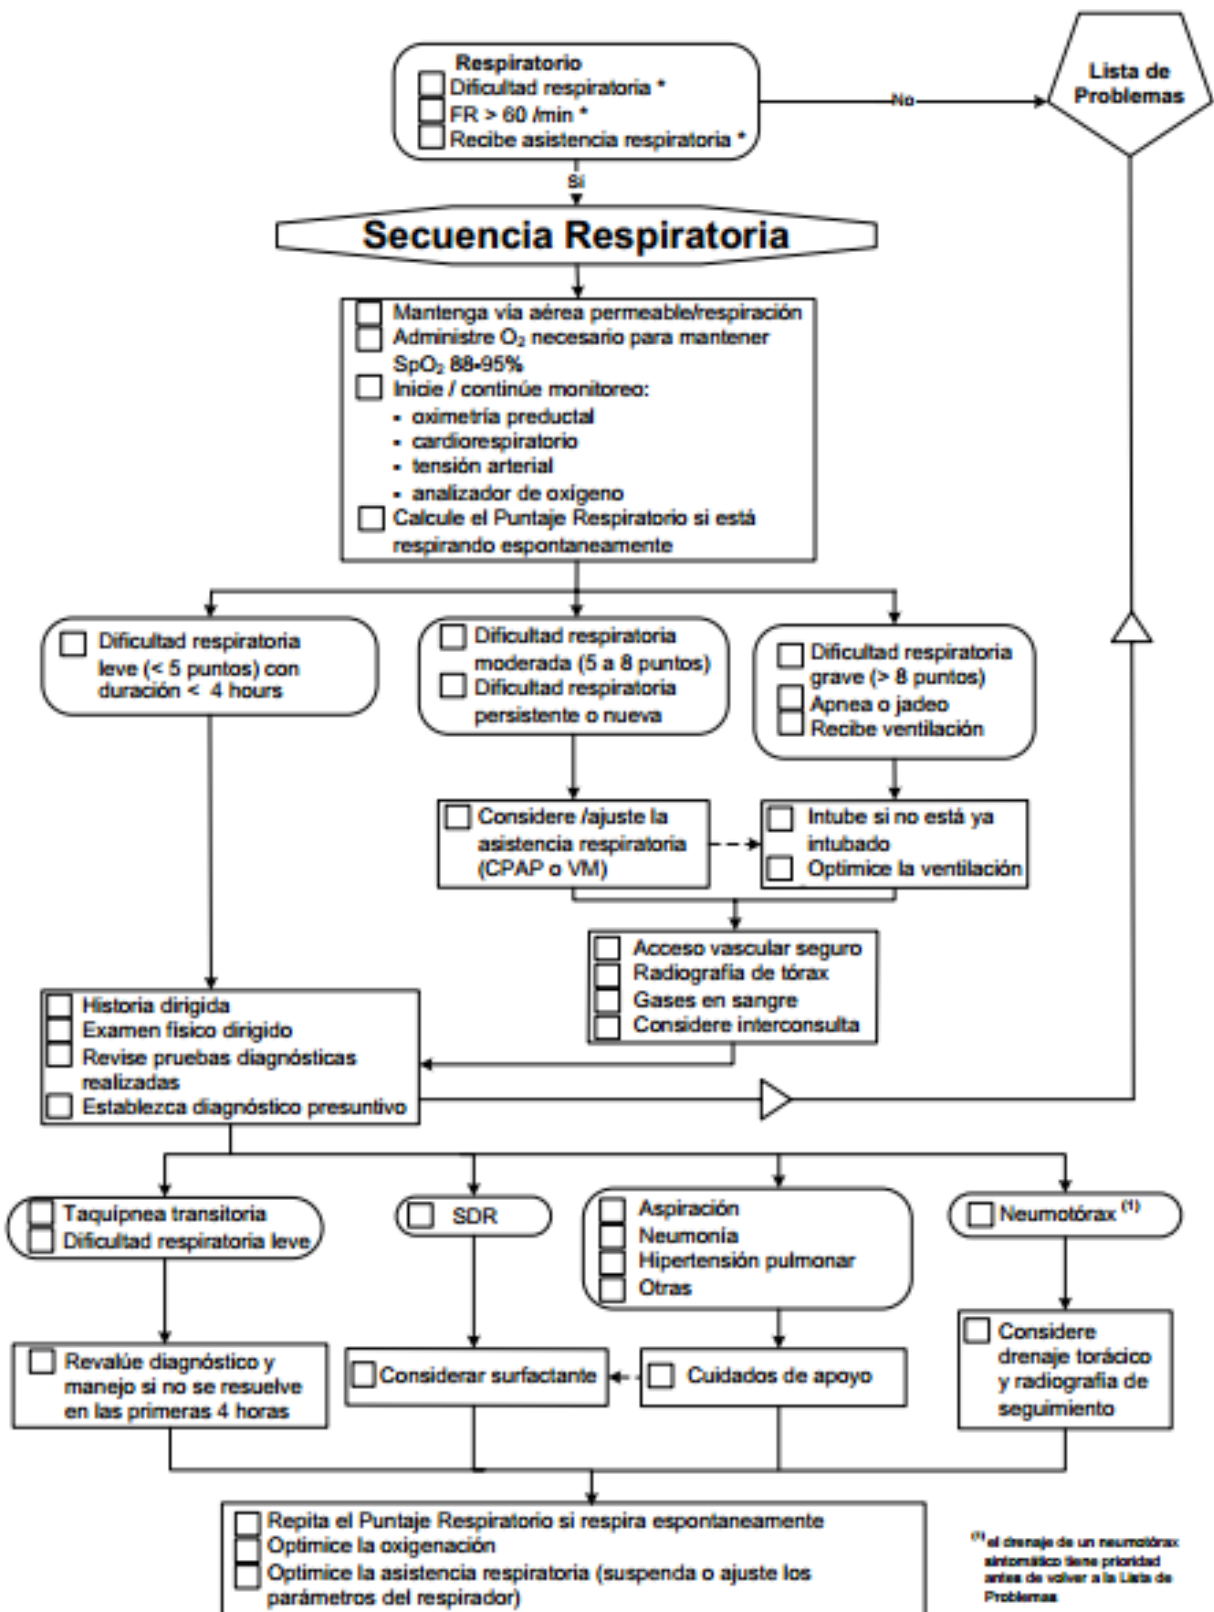 Respiratorio
Dificultad respiratoria *
FR > 60 /min *
Recibe asistencia respiratoria *
No
Lista de
Problemas
Sí
Secuencia Respiratoria
Mantenga vía aérea permeable/respiración
Administre O₂ necesario para mantener
SpO₂ 88-95%
Inicie / continúe monitoreo:
- oximetría preductal
- cardiorespiratorio
- tensión arterial
- analizador de oxígeno
Calcule el Puntaje Respiratorio si está
respirando espontaneamente
Dificultad respiratoria
leve (< 5 puntos) con
duración < 4 hours
Dificultad respiratoria
moderada (5 a 8 puntos)
Dificultad respiratoria
persistente o nueva
Dificultad respiratoria
grave (> 8 puntos)
Apnea o jadeo
Recibe ventilación
Considere /ajuste la
asistencia respiratoria
(CPAP o VM)
Intube si no está ya
intubado
Optimice la ventilación
Acceso vascular seguro
Radiografía de tórax
Gases en sangre
Considere interconsulta
Historia dirigida
Examen físico dirigido
Revise pruebas diagnósticas
realizadas
Establezca diagnóstico presuntivo
Taquipnea transitoria
Dificultad respiratoria leve
SDR
Aspiración
Neumonía
Hipertensión pulmonar
Otras
Neumotórax (1)
Revalúe diagnóstico y
manejo si no se resuelve
en las primeras 4 horas
Considerar surfactante
Cuidados de apoyo
Considere
drenaje torácico
y radiografía de
seguimiento
Repita el Puntaje Respiratorio si respira espontaneamente
Optimice la oxigenación
Optimice la asistencia respiratoria (suspenda o ajuste los
parámetros del respirador)
(1) el drenaje de un neumotórax
sintomático tiene prioridad
antes de volver a la Lista de
Problemas